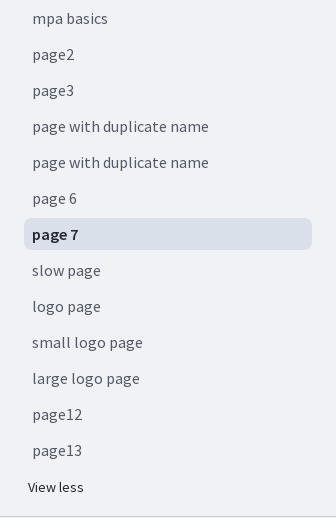 mpa basics
page2
page3
page with duplicate name
page with duplicate name
page 6
page 7
slow page
logo page
small logo page
large logo page
page12
page13
View less